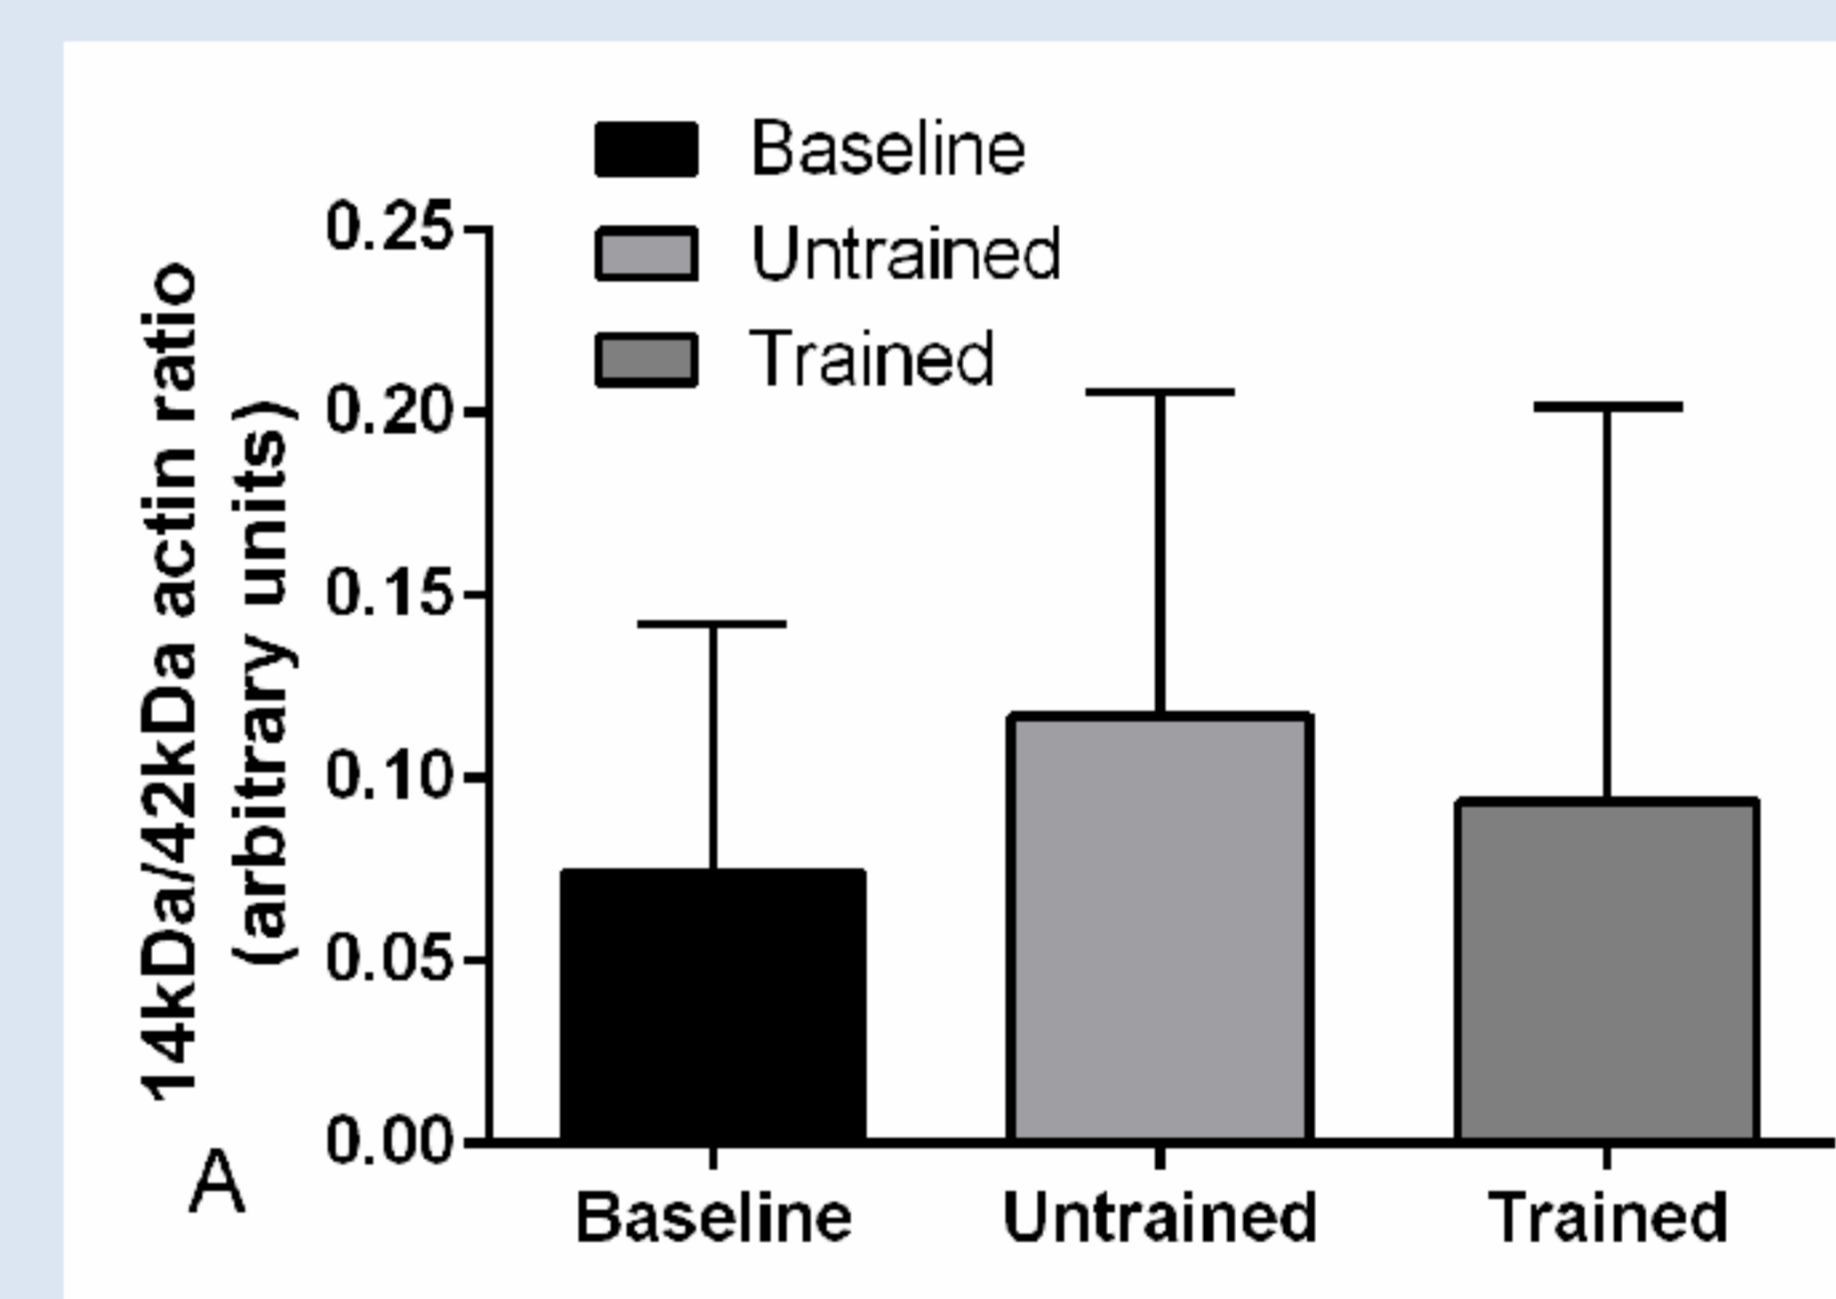 Baseline
Untrained
Trained
14kDa/42kDa actin ratio
(arbitrary units)
0.25
0.20
0.15
0.10
0.05
0.00
A
Baseline Untrained Trained